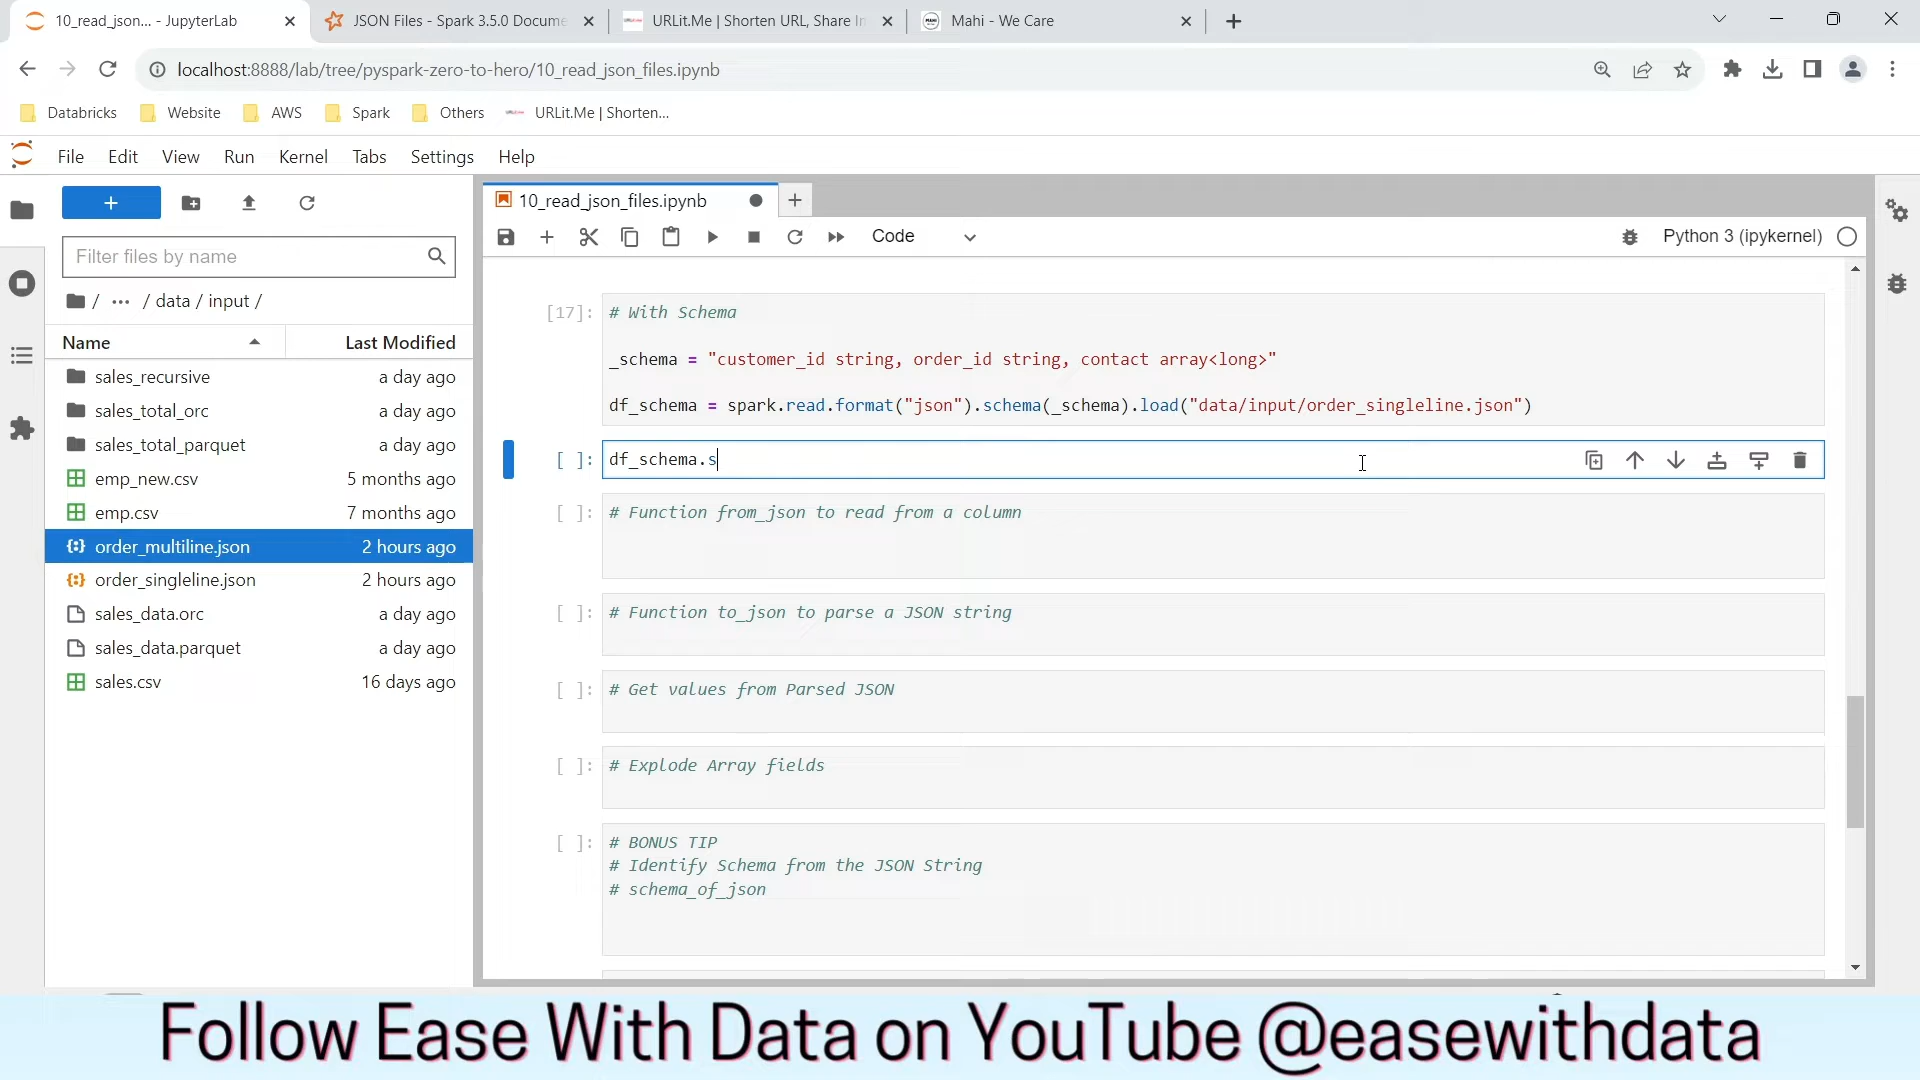 10_read_json... - JupyterLab
JSON Files - Spark 3.5.0 Docume
URLit.Me | Shorten URL, Share In
Mahi - We Care
localhost:8888/lab/tree/pyspark-zero-to-hero/10_read_json_files.ipynb
Databricks
Website
AWS
Spark
Others
URLit.Me | Shorten...
File Edit View Run Kernel Tabs Settings Help
10_read_json_files.ipynb
Code
Python 3 (ipykernel)
Filter files by name
/ ... / data / input /
Name Last Modified
sales_recursive a day ago
sales_total_orc a day ago
sales_total_parquet a day ago
emp_new.csv 5 months ago
emp.csv 7 months ago
order_multiline.json 2 hours ago
order_singleline.json 2 hours ago
sales_data.orc a day ago
sales_data.parquet a day ago
sales.csv 16 days ago
[17]: # With Schema
_schema = "customer_id string, order_id string, contact array<long>"
df_schema = spark.read.format("json").schema(_schema).load("data/input/order_singleline.json")
[ ]: df_schema.s
[ ]: # Function from_json to read from a column
[ ]: # Function to_json to parse a JSON string
[ ]: # Get values from Parsed JSON
[ ]: # Explode Array fields
[ ]: # BONUS TIP
# Identify Schema from the JSON String
# schema_of_json
Follow Ease With Data on YouTube @easewithdata